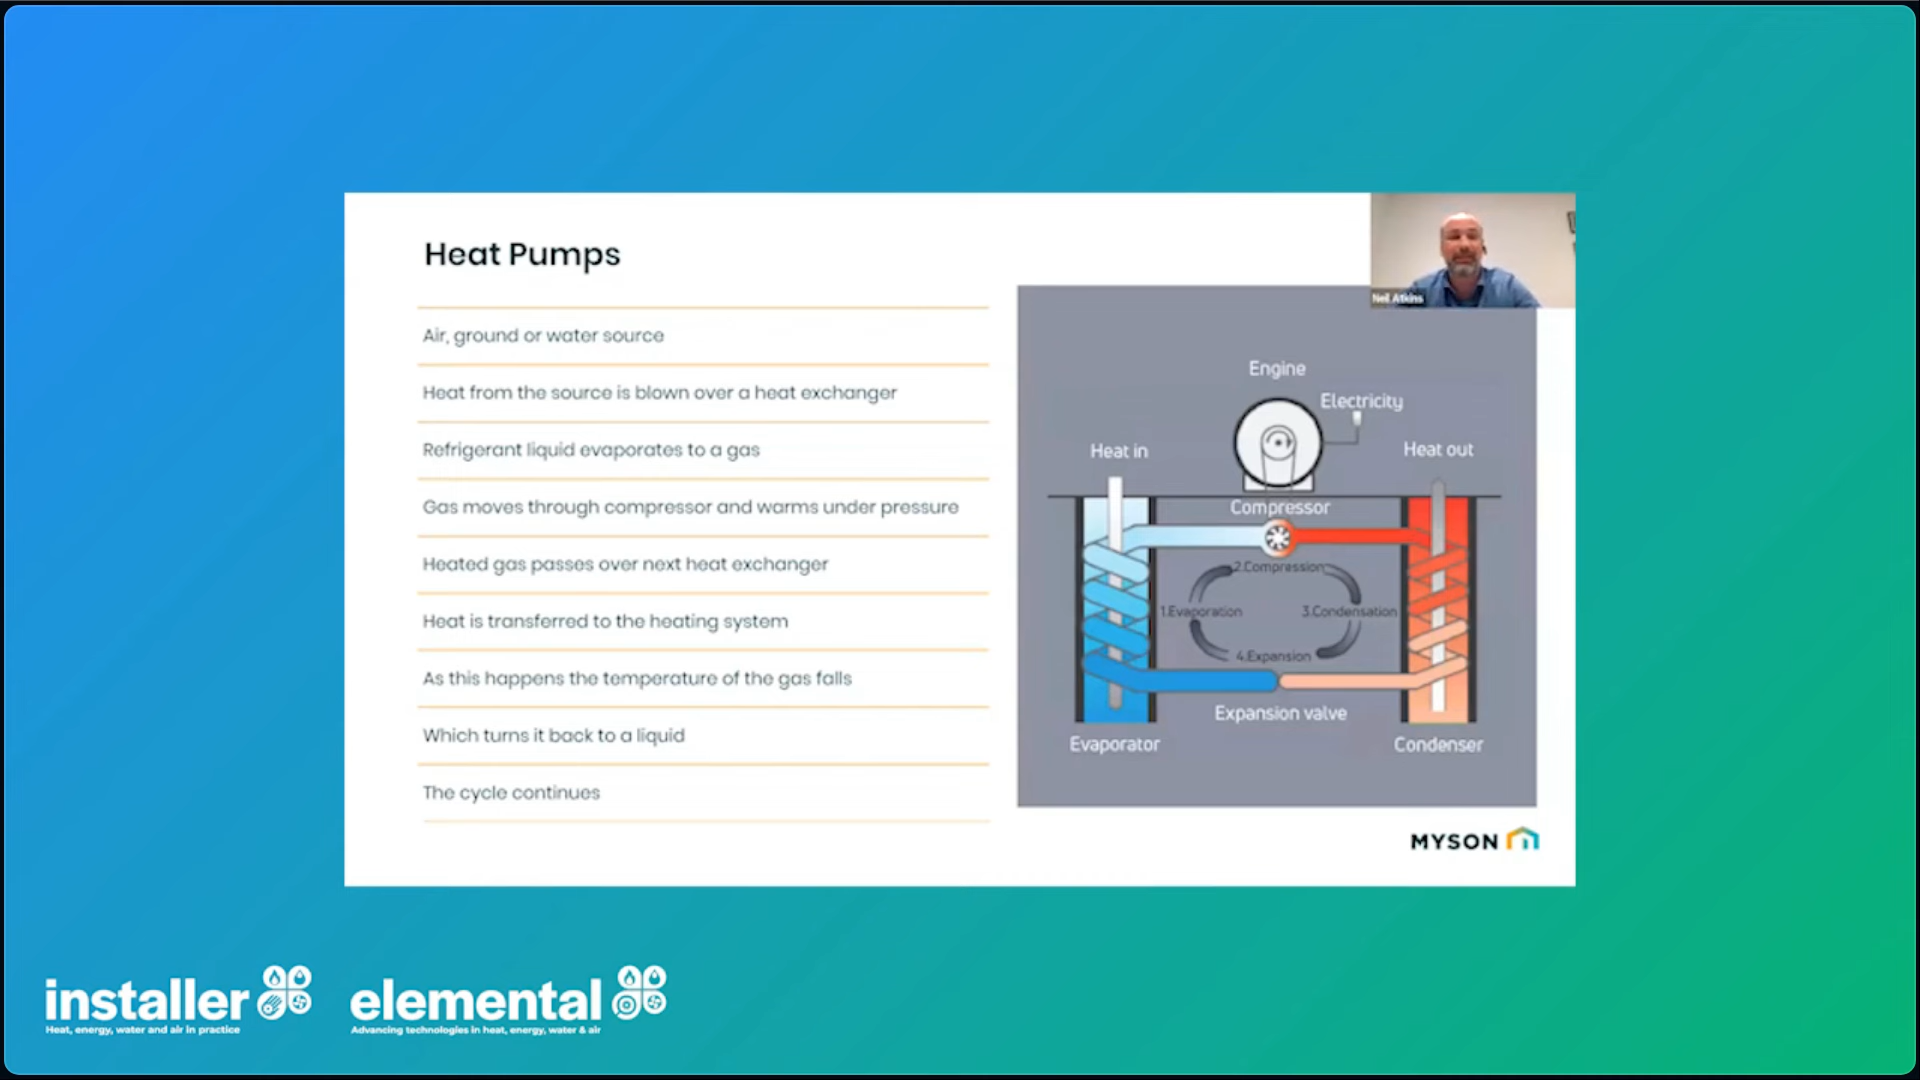 Heat Pumps
Air, ground or water source
Heat from the source is blown over a heat exchanger
Refrigerant liquid evaporates to a gas
Gas moves through compressor and warms under pressure
Heated gas passes over next heat exchanger
Heat is transferred to the heating system
As this happens the temperature of the gas falls
Which turns it back to a liquid
The cycle continues
Neil Atkins
Engine
Electricity
Heat in
Heat out
Compressor
2.Compression
1.Evaporation
3.Condensation
4.Expansion
Expansion valve
Evaporator
Condenser
MYSON
installer
Heat, energy, water and air in practice
elemental
Advancing technologies in heat, energy, water & air